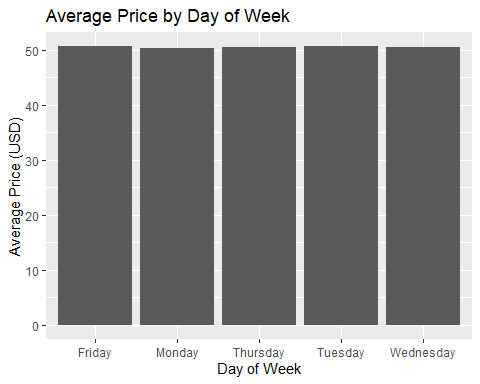 Average Price by Day of Week
Average Price (USD)
50
40
30
20
10
0
Friday Monday Thursday Tuesday Wednesday
Day of Week